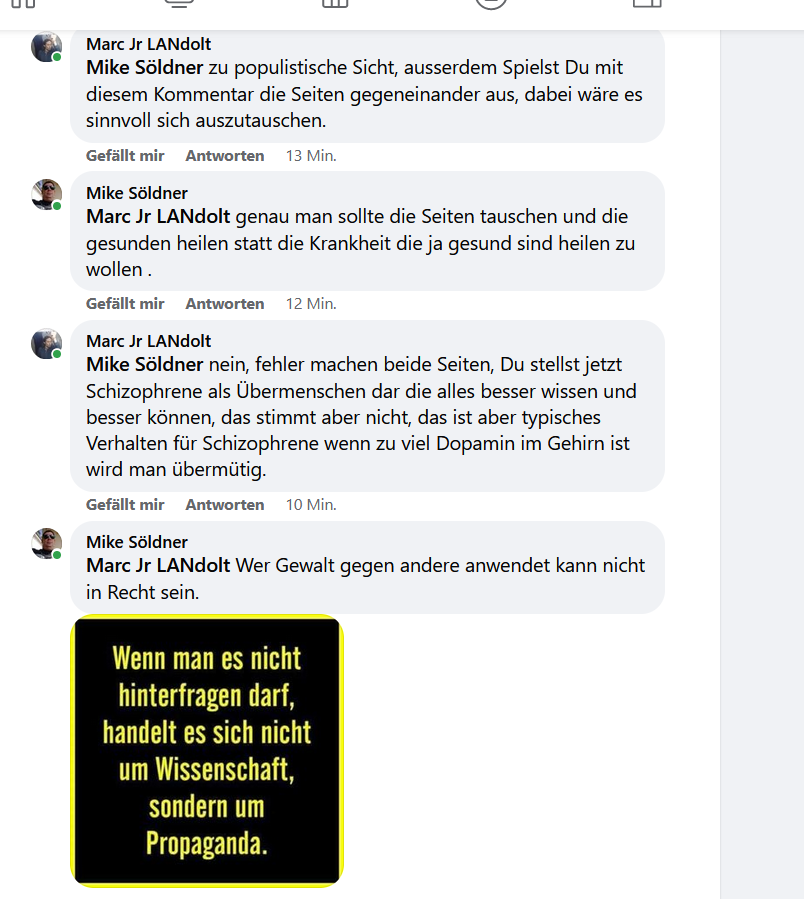 Marc Jr LANdolt
Mike Söldner zu populistische Sicht, ausserdem Spielst Du mit
diesem Kommentar die Seiten gegeneinander aus, dabei wäre es
sinnvoll sich auszutauschen.
Gefällt mir Antworten 13 Min.
Mike Söldner
Marc Jr LANdolt genau man sollte die Seiten tauschen und die
gesunden heilen statt die Krankheit die ja gesund sind heilen zu
wollen .
Gefällt mir Antworten 12 Min.
Marc Jr LANdolt
Mike Söldner nein, fehler machen beide Seiten, Du stellst jetzt
Schizophrene als Übermenschen dar die alles besser wissen und
besser können, das stimmt aber nicht, das ist aber typisches
Verhalten für Schizophrene wenn zu viel Dopamin im Gehirn ist
wird man übermütig.
Gefällt mir Antworten 10 Min.
Mike Söldner
Marc Jr LANdolt Wer Gewalt gegen andere anwendet kann nicht
in Recht sein.
Wenn man es nicht
hinterfragen darf,
handelt es sich nicht
um Wissenschaft,
sondern um
Propaganda.